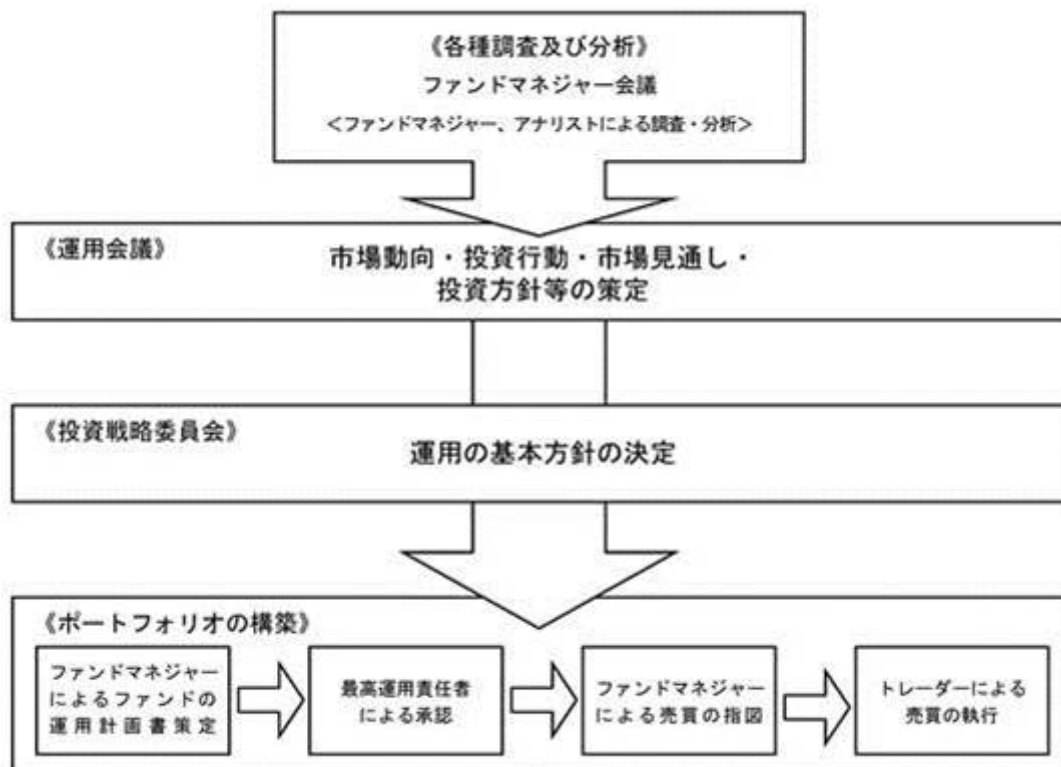 《各種調査及び分析》
ファンドマネジャー会議
<ファンドマネジャー、アナリストによる調査・分析>
《運用会議》
市場動向・投資行動・市場見通し・
投資方針等の策定
《投資戦略委員会》
運用の基本方針の決定
《ポートフォリオの構築》
ファンドマネジャー
によるファンドの
運用計画書策定
最高運用責任者
による承認
ファンドマネジャー
による売買の指図
トレーダーによる
売買の執行